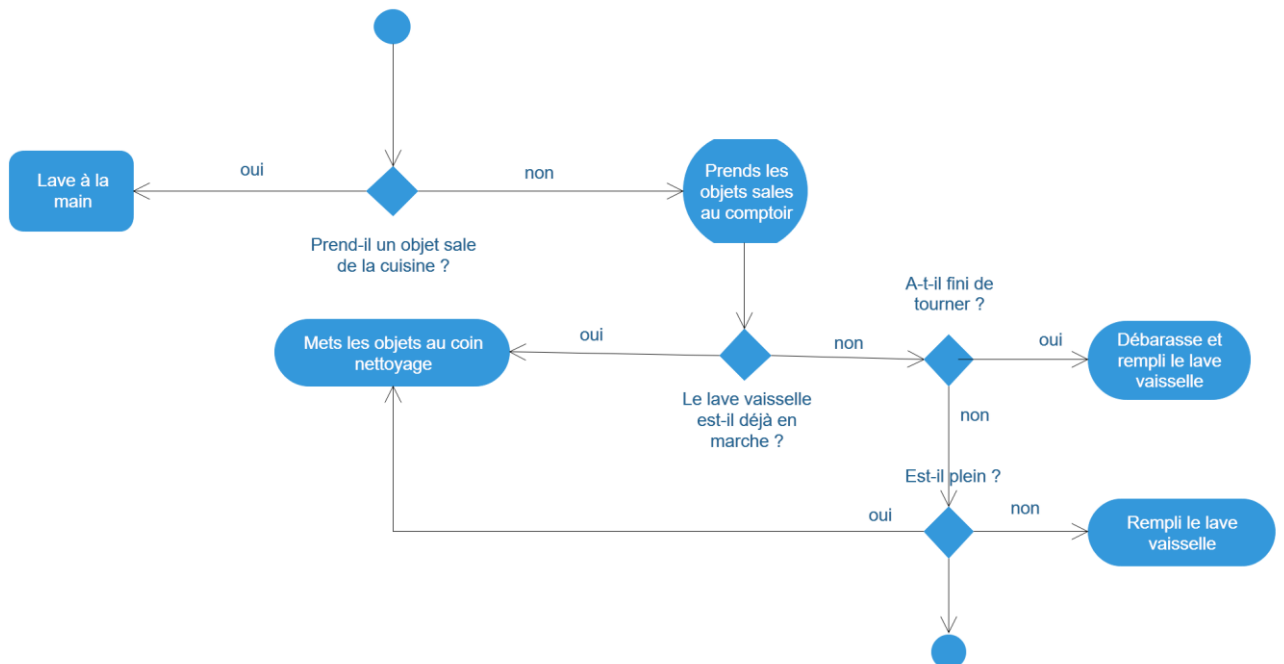 oui
non
Lave à la
main
Prends les
objets sales
au comptoir
Prend-il un objet sale
de la cuisine ?
A-t-il fini de
tourner ?
Mets les objets au coin
nettoyage
oui
non
oui
Débarasse et
rempli le lave
vaisselle
Le lave vaisselle
est-il déjà en
marche ?
non
Est-il plein ?
oui
non
Rempli le lave
vaisselle